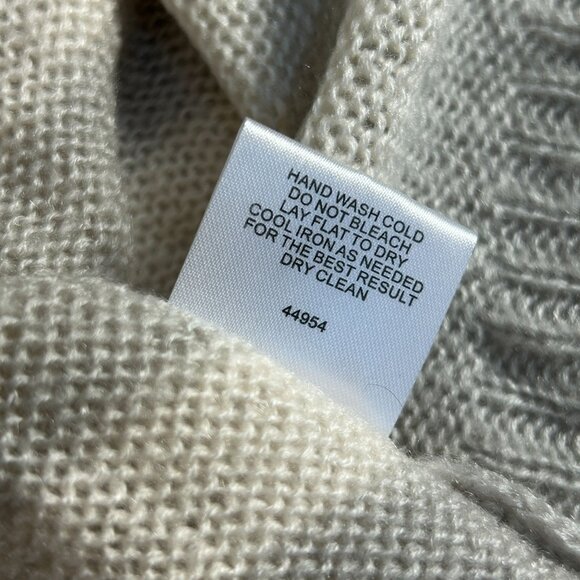 HAND WASH COLD
DO NOT BLEACH
LAY FLAT TO DRY
COOL IRON AS NEEDED
FOR THE BEST RESULT
DRY CLEAN
44954